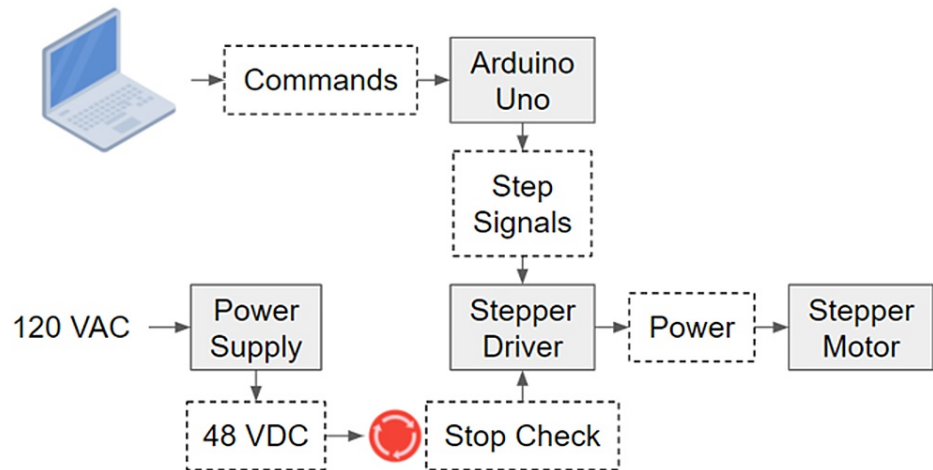 Commands
Arduino
Uno
Step
Signals
120 VAC
Power
Supply
Stepper
Driver
Power
Stepper
Motor
48 VDC
Stop Check